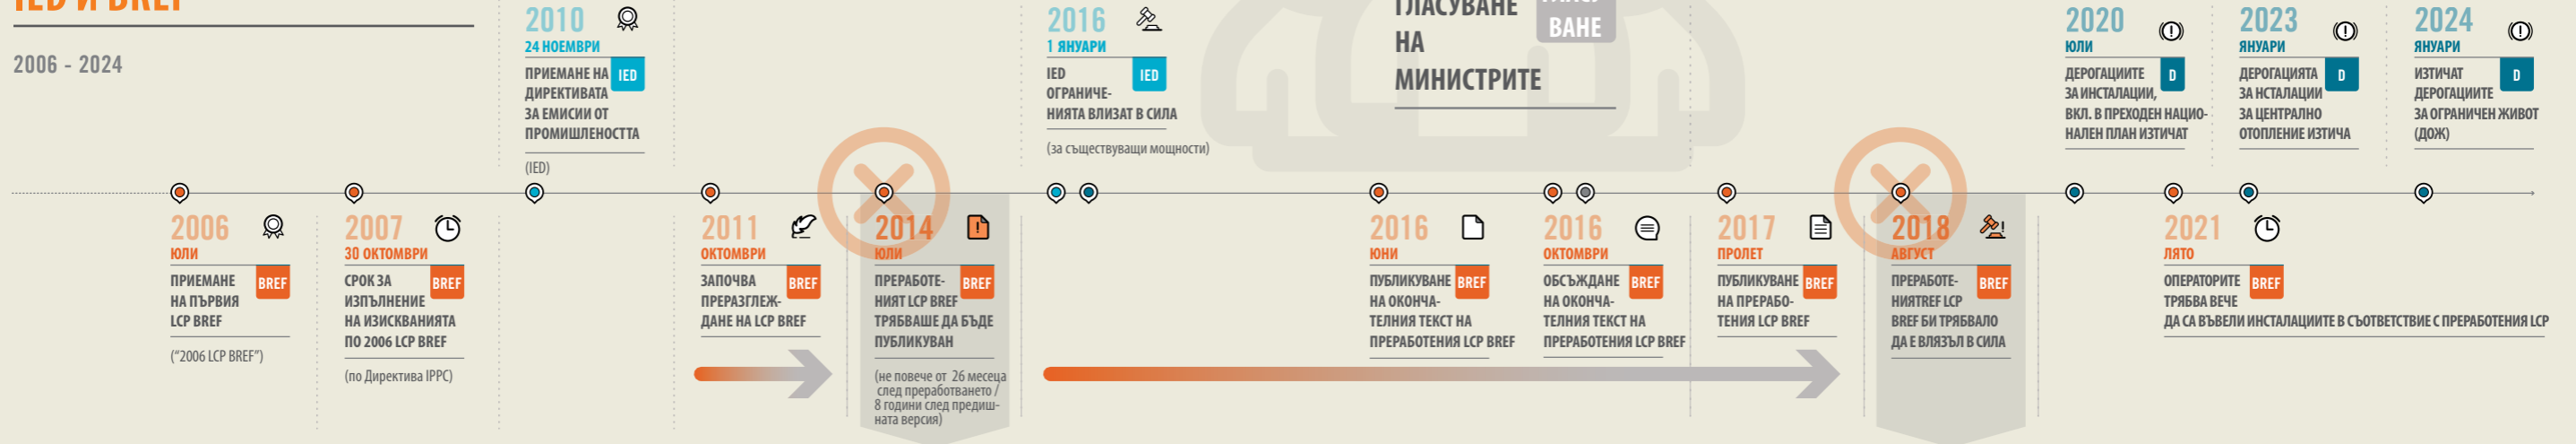 IED И BREF
2006 - 2024
2010
24 НОЕМВРИ
ПРИЕМАНЕ НА
ДИРЕКТИВАТА
ЗА ЕМИСИИ ОТ
ПРОМИШЛЕНОСТТА
IED
(IED)
2016
1 ЯНУАРИ
IED
ОГРАНИЧЕ-
НИЯТА ВЛИЗАТ В СИЛА
IED
(за съществуващи мощности)
ГЛАСУВАНЕ
НА
МИНИСТРИТЕ
ВАНЕ
2020
ЮЛИ
ДЕРОГАЦИИТЕ
ЗА ИНСТАЛАЦИИ,
ВКЛ. В ПРЕХОДЕН НАЦИО-
НАЛЕН ПЛАН ИЗТИЧАТ
D
2023
ЯНУАРИ
ДЕРОГАЦИЯТА
ЗА НСТАЛАЦИИ
ЗА ЦЕНТРАЛНО
ОТОПЛЕНИЕ ИЗТИЧА
D
2024
ЯНУАРИ
ИЗТИЧАТ
ДЕРОГАЦИИТЕ
ЗА ОГРАНИЧЕН ЖИВОТ
(ДОЖ)
D
2006
ЮЛИ
ПРИЕМАНЕ
НА ПЪРВИЯ
LCP BREF
BREF
("2006 LCP BREF")
2007
30 ОКТОМВРИ
СРОК ЗА
ИЗПЪЛНЕНИЕ
НА ИЗИСКВАНИЯТА
ПО 2006 LCP BREF
BREF
(по Директива IPPC)
2011
ОКТОМВРИ
ЗАПОЧВА
ПРЕРАЗГЛЕЖ-
ДАНЕ НА LCP BREF
BREF
2014
ЮЛИ
ПРЕРАБОТЕ-
НИЯТ LCP BREF
ТРЯБВАШЕ ДА БЪДЕ
ПУБЛИКУВАН
BREF
(не повече от 26 месеца
след преработването /
8 години след предиш-
ната версия)
2016
ЮНИ
ПУБЛИКУВАНЕ
НА ОКОНЧА-
ТЕЛНИЯ ТЕКСТ НА
ПРЕРАБОТЕНИЯ LCP BREF
BREF
2016
ОКТОМВРИ
ОБСЪЖДАНЕ
НА ОКОНЧА-
ТЕЛНИЯ ТЕКСТ НА
ПРЕРАБОТЕНИЯ LCP BREF
BREF
2017
ПРОЛЕТ
ПУБЛИКУВАНЕ
НА ПРЕРАБО-
ТЕНИЯ LCP BREF
BREF
2018
АВГУСТ
ПРЕРАБОТЕ-
НИЯТREF LCP
BREF БИ ТРЯБВАЛО
ДА Е ВЛЯЗЪЛ В СИЛА
BREF
2021
ЛЯТО
ОПЕРАТОРИТЕ
ТРЯБВА ВЕЧЕ
ДА СА ВЪВЕЛИ ИНСТАЛАЦИИТЕ В СЪОТВЕТСТВИЕ С ПРЕРАБОТЕНИЯ LCP
BREF